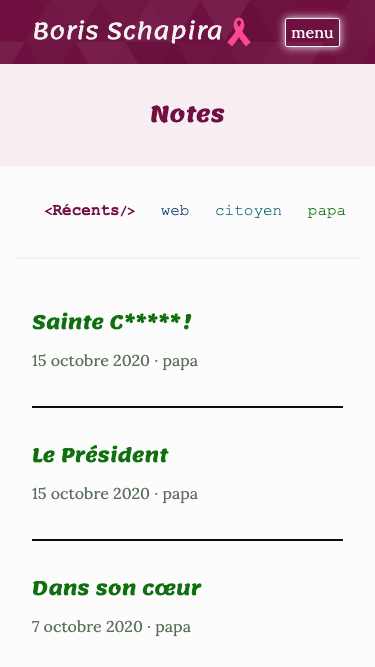 Boris Schapira
menu
Notes
<Récents/> web citoyen papa
Sainte C*****!
15 octobre 2020 · papa
Le Président
15 octobre 2020 · papa
Dans son cœur
7 octobre 2020 · papa